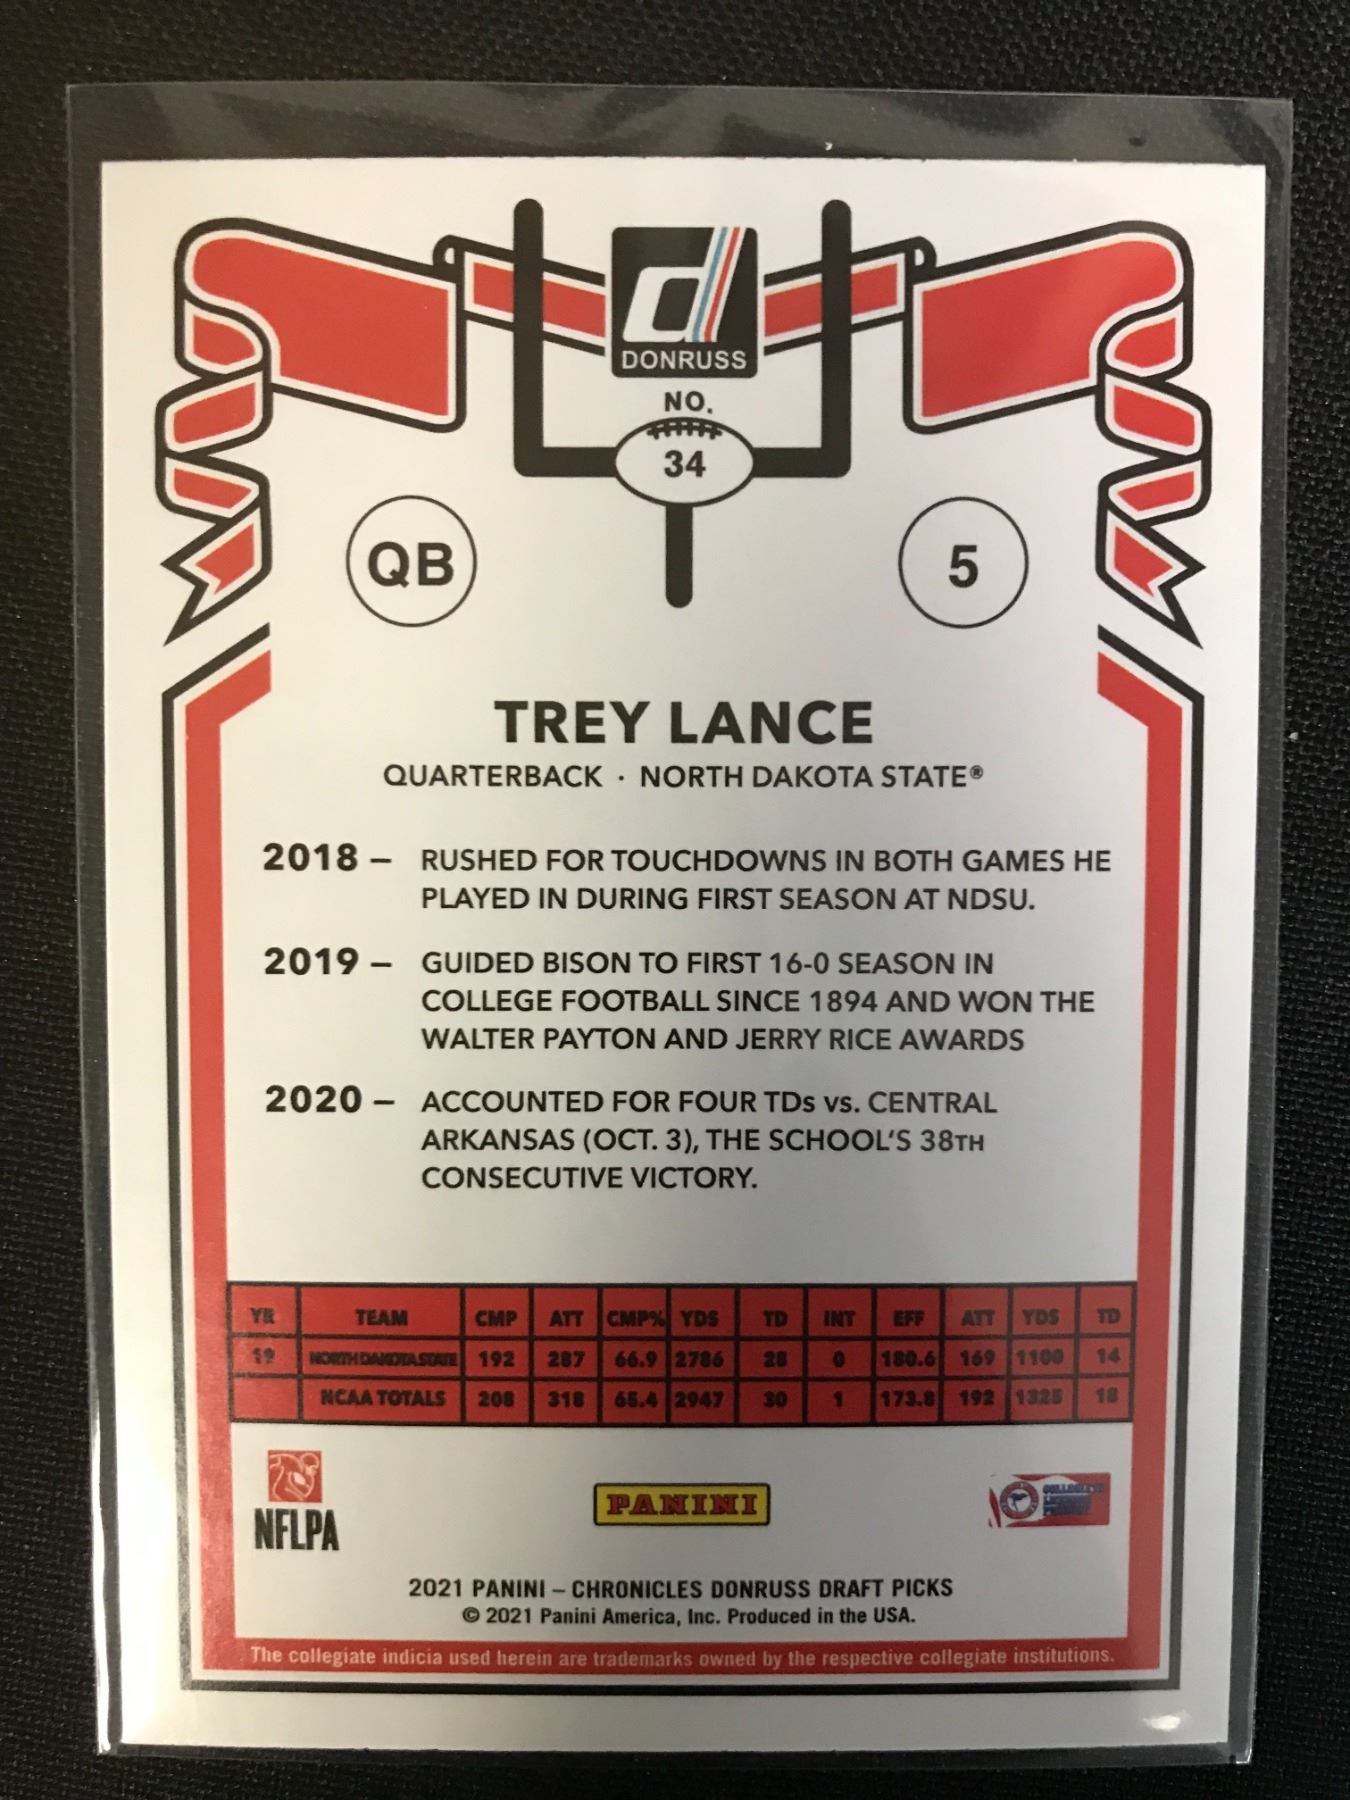 DONRUSS
NO.
34
QB
5
TREY LANCE
QUARTERBACK · NORTH DAKOTA STATE®
2018 – RUSHED FOR TOUCHDOWNS IN BOTH GAMES HE
PLAYED IN DURING FIRST SEASON AT NDSU.
2019 – GUIDED BISON TO FIRST 16-0 SEASON IN
COLLEGE FOOTBALL SINCE 1894 AND WON THE
WALTER PAYTON AND JERRY RICE AWARDS
2020 – ACCOUNTED FOR FOUR TDs vs. CENTRAL
ARKANSAS (OCT. 3), THE SCHOOL'S 38TH
CONSECUTIVE VICTORY.
YR TEAM CMP ATT CMP% YDS TD INT EFF ATT YDS TD
19 NORTH DAKOTA STATE 192 287 66.9 2786 28 0 180.6 169 1100 14
NCAA TOTALS 208 318 65.4 2947 30 1 173.8 192 1325 18
NFLPA
PANINI
COLLEGIATE
LICENSED
PRODUCT
2021 PANINI – CHRONICLES DONRUSS DRAFT PICKS
© 2021 Panini America, Inc. Produced in the USA.
The collegiate indicia used herein are trademarks owned by the respective collegiate institutions.